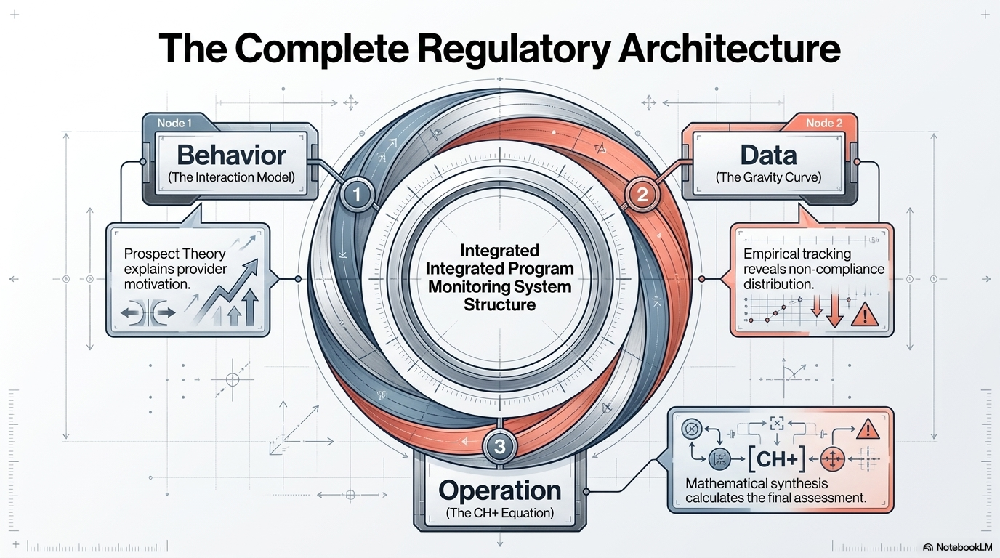 The Complete Regulatory Architecture
Node 1
Behavior
(The Interaction Model)
Prospect Theory
explains provider
motivation.
Node 2
Data
(The Gravity Curve)
Empirical tracking
reveals non-compliance
distribution.
1
2
3
Integrated
Integrated Program
Monitoring System
Structure
Operation
(The CH+ Equation)
[CH+]
Mathematical synthesis
calculates the final assessment.
NotebookLM